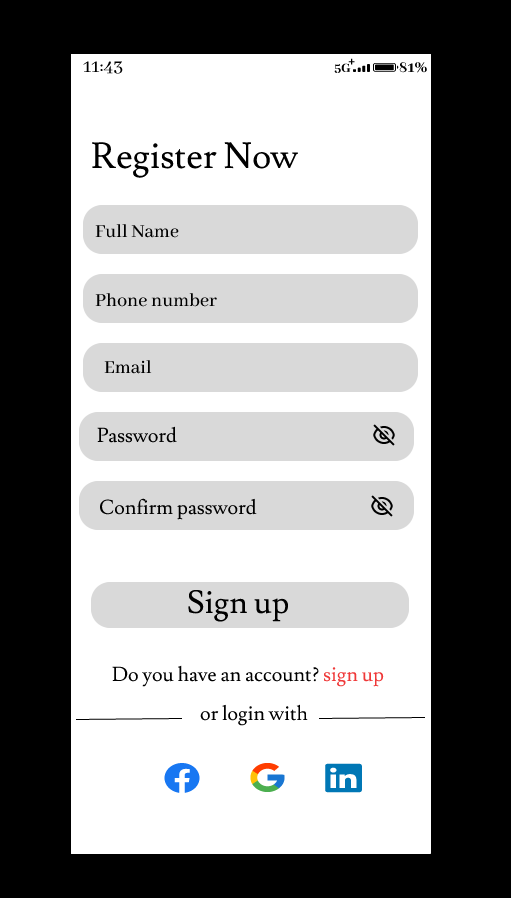 11:43 5G+ 81%
Register Now
Full Name
Phone number
Email
Password
Confirm password
Sign up
Do you have an account? sign up
or login with
f G in